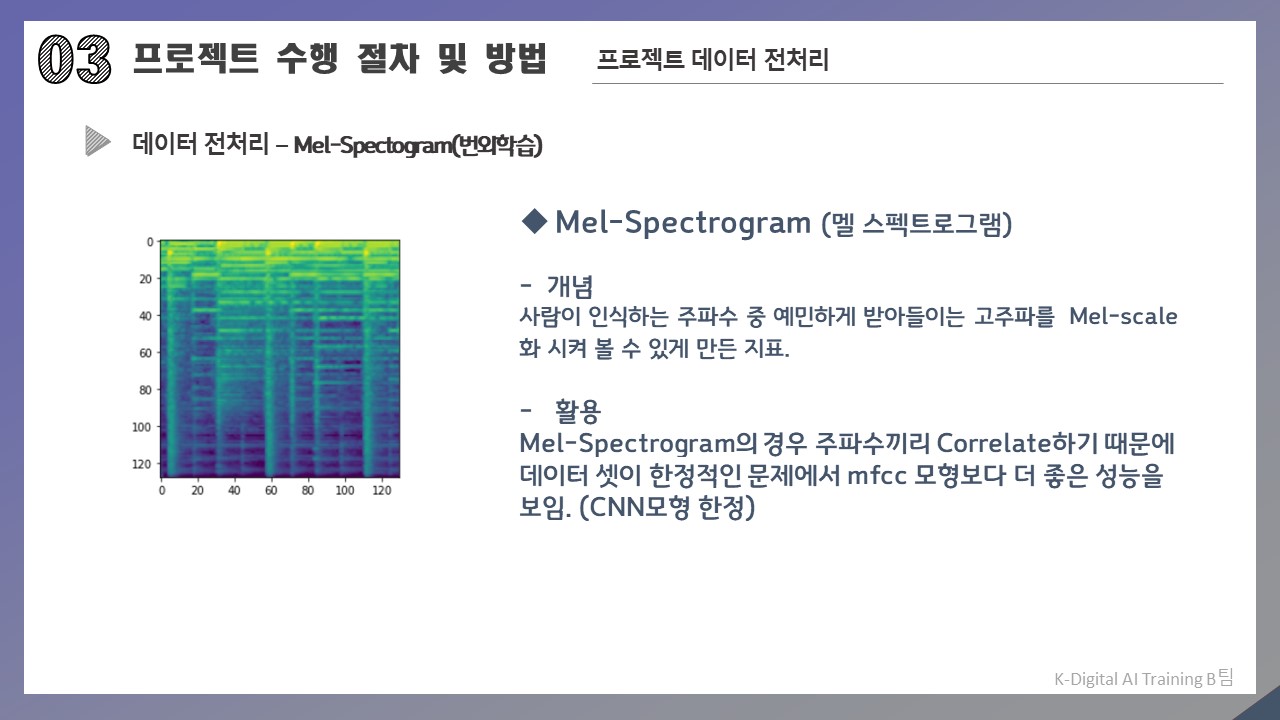 03 프로젝트 수행 절차 및 방법
프로젝트 데이터 전처리
데이터 전처리 – Mel-Spectogram(번외학습)
◆ Mel-Spectrogram (멜 스펙트로그램)
- 개념
사람이 인식하는 주파수 중 예민하게 받아들이는 고주파를 Mel-scale
화 시켜 볼 수 있게 만든 지표.
- 활용
Mel-Spectrogram의 경우 주파수끼리 Correlate하기 때문에
데이터 셋이 한정적인 문제에서 mfcc 모형보다 더 좋은 성능을
보임. (CNN모형 한정)
0
20
40
60
80
100
120
0 20 40 60 80 100 120
K-Digital AI Training B팀